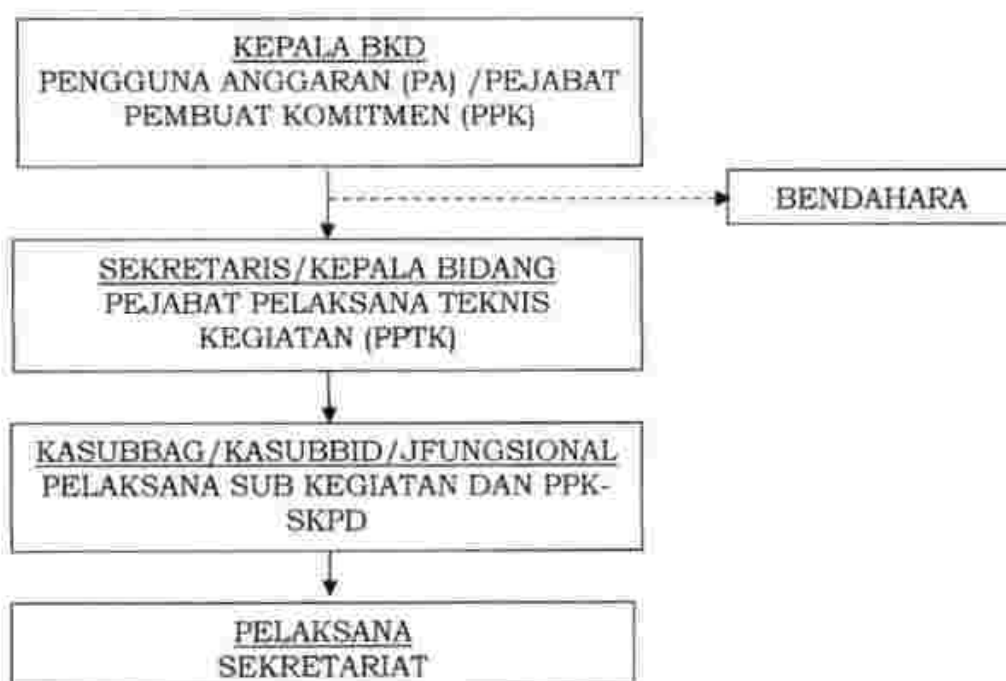 KEPALA BKD
PENGGUNA ANGGARAN (PA) /PEJABAT
PEMBUAT KOMITMEN (PPK)
BENDAHARA
SEKRETARIS/KEPALA BIDANG
PEJABAT PELAKSANA TEKNIS
KEGIATAN (PPTK)
KASUBBAG/KASUBBID/JFUNGSIONAL
PELAKSANA SUB KEGIATAN DAN PPK-
SKPD
PELAKSANA
SEKRETARIAT